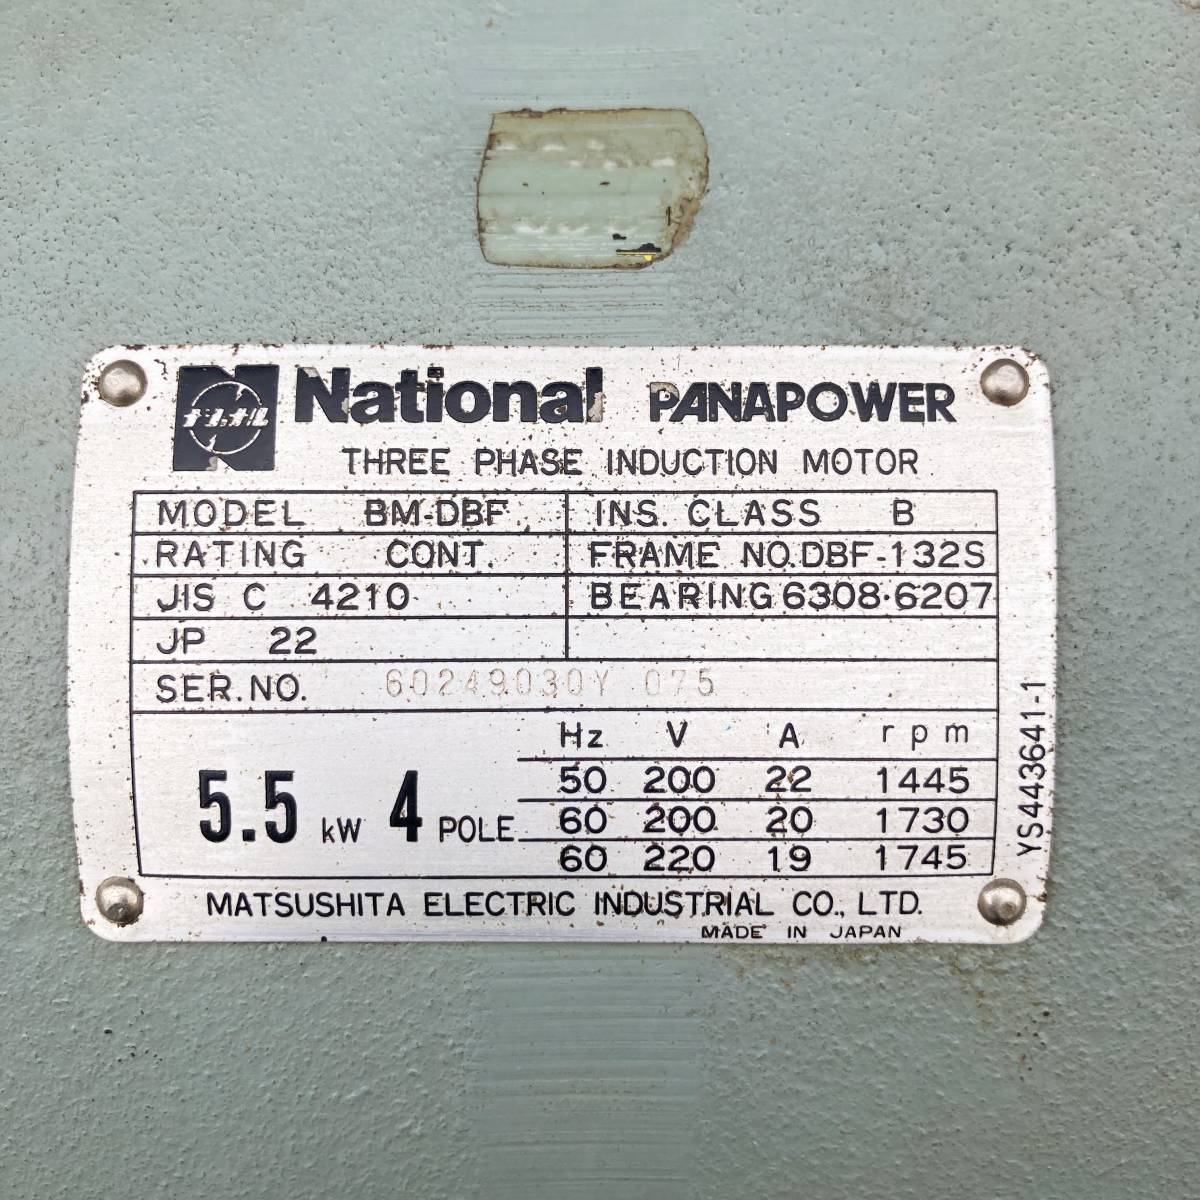 ナショナル National PANAPOWER
THREE PHASE INDUCTION MOTOR
MODEL BM-DBF INS. CLASS B
RATING CONT. FRAME NO. DBF-132S
JIS C 4210 BEARING 6308·6207
JP 22
SER. NO. 60249030Y 075
Hz V A rpm
5.5 kW 4 POLE
50 200 22 1445
60 200 20 1730
60 220 19 1745
MATSUSHITA ELECTRIC INDUSTRIAL CO., LTD.
MADE IN JAPAN
YS443641-1